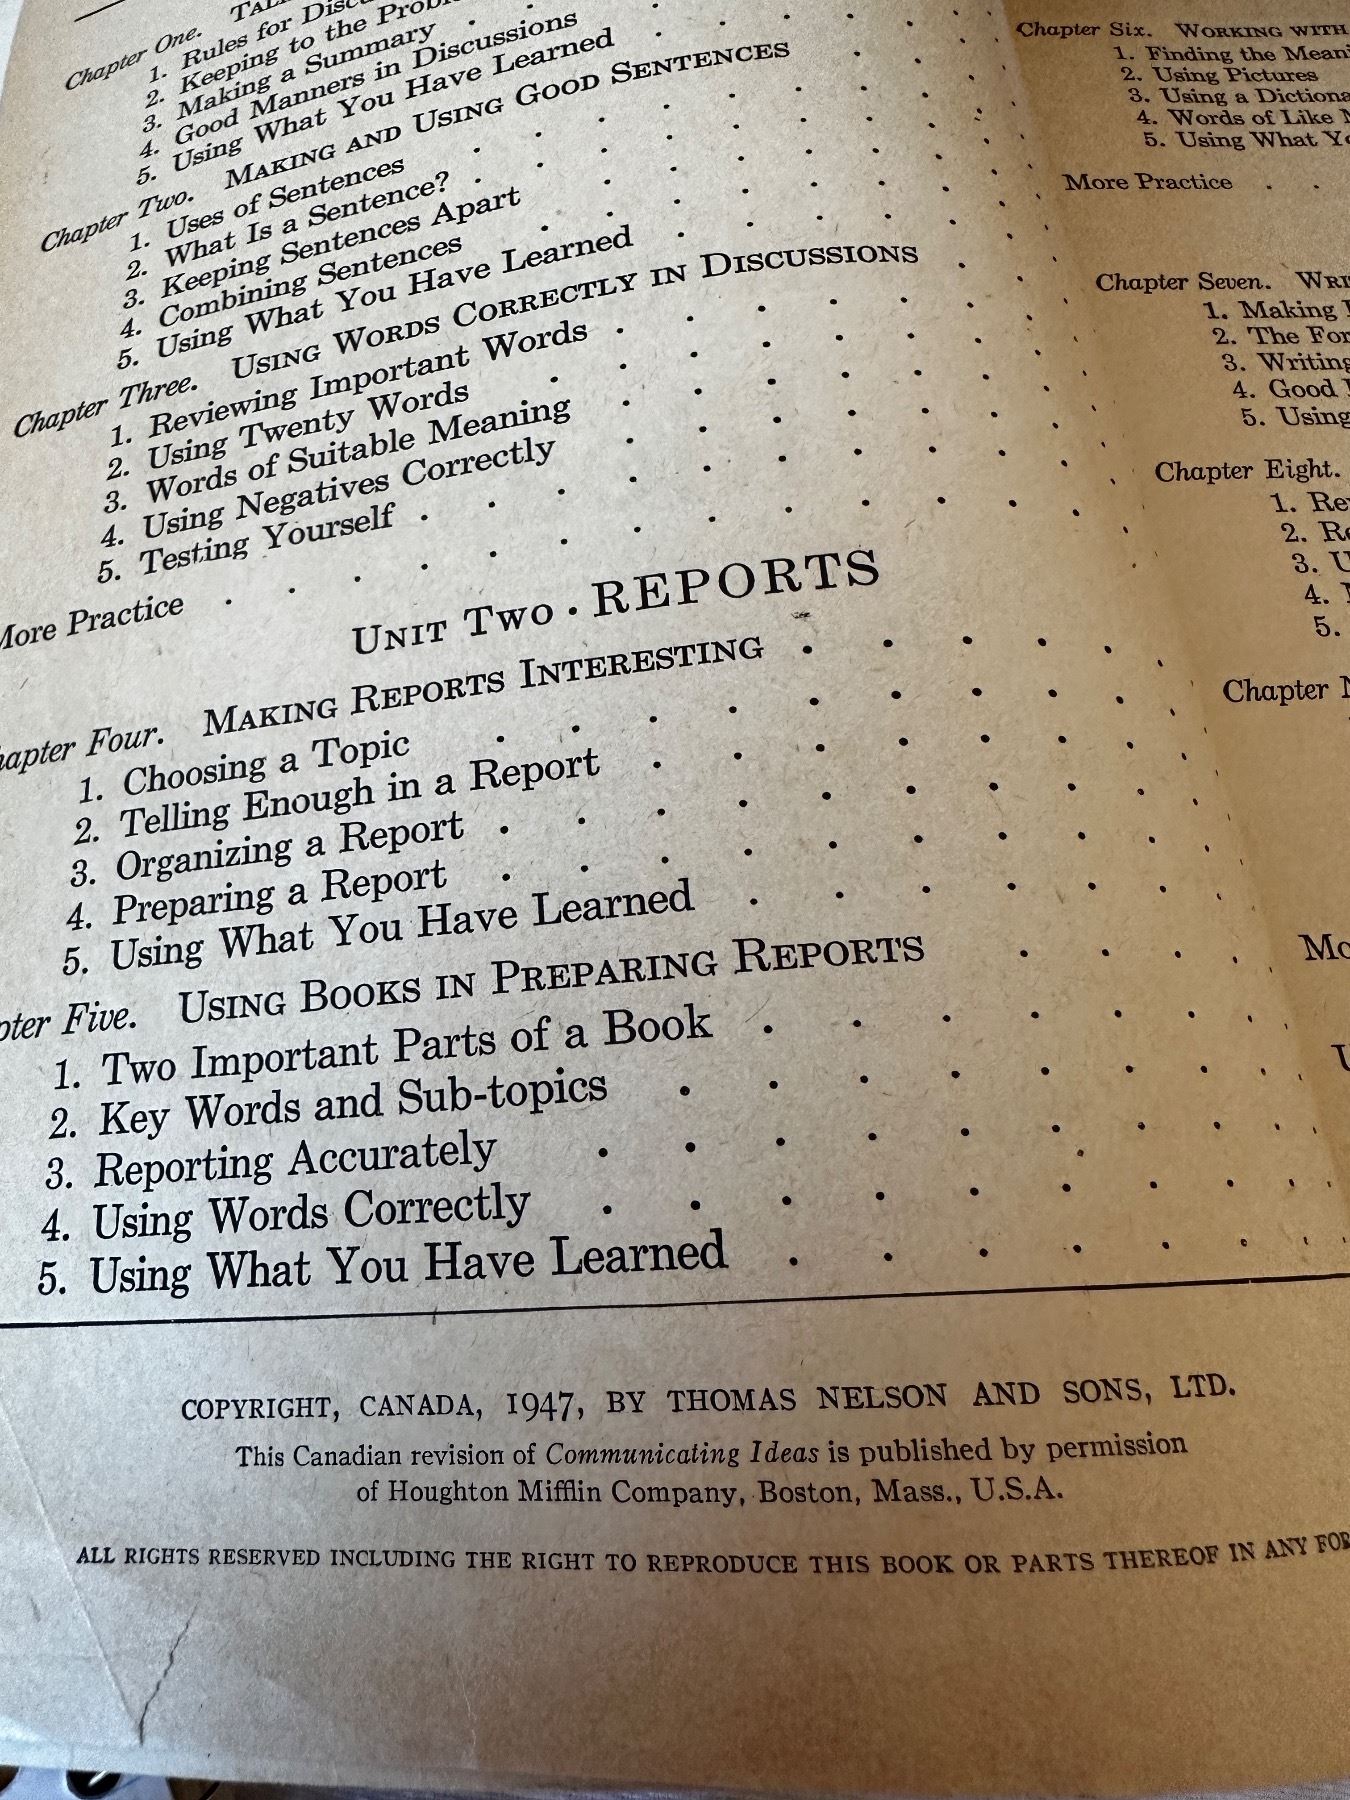 Chapter One.
1. Rules for
2. Keeping to the
3. Making a Summary
4. Good Manners in Discussions
5. Using What You Have Learned
Chapter Two. MAKING AND USING GOOD SENTENCES
1. Uses of Sentences
2. What Is a Sentence?
3. Keeping Sentences Apart
4. Combining Sentences
5. Using What You Have Learned
Chapter Three. USING WORDS CORRECTLY IN DISCUSSIONS
1. Reviewing Important Words
2. Using Twenty Words
3. Words of Suitable Meaning
4. Using Negatives Correctly
5. Testing Yourself
More Practice
UNIT TWO · REPORTS
Chapter Four. MAKING REPORTS INTERESTING
1. Choosing a Topic
2. Telling Enough in a Report
3. Organizing a Report
4. Preparing a Report
5. Using What You Have Learned
pter Five. USING BOOKS IN PREPARING REPORTS
1. Two Important Parts of a Book
2. Key Words and Sub-topics
3. Reporting Accurately
4. Using Words Correctly
5. Using What You Have Learned
COPYRIGHT, CANADA, 1947, BY THOMAS NELSON AND SONS, LTD.
This Canadian revision of Communicating Ideas is published by permission
of Houghton Mifflin Company, Boston, Mass., U.S.A.
ALL RIGHTS RESERVED INCLUDING THE RIGHT TO REPRODUCE THIS BOOK OR PARTS THEREOF IN ANY
Chapter Six. WORKING WITH
1. Finding the
2. Using Pictures
3. Using a
4. Words of Like
5. Using What
More Practice
Chapter Seven.
1. Making
2. The
3. Writing
4. Good
5. Using
Chapter Eight.
1.
2.
3.
4.
5.
Chapter